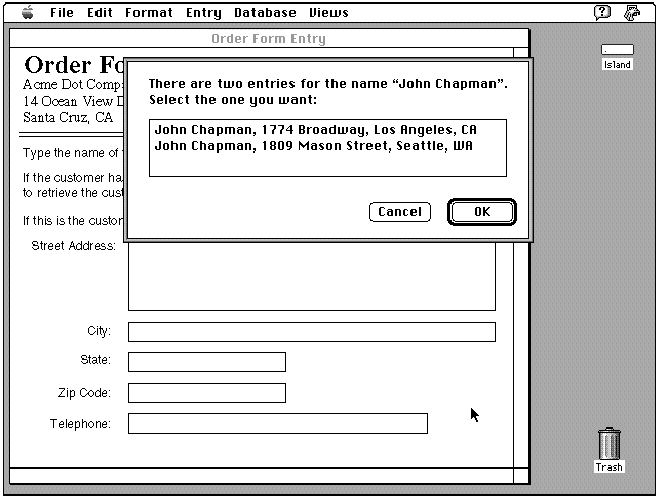 File Edit Format Entry Database Views
Order Form Entry
Island
Order Fo
Acme Dot Comp
14 Ocean View D
Santa Cruz, CA
There are two entries for the name “John Chapman”.
Select the one you want:
John Chapman, 1774 Broadway, Los Angeles, CA
John Chapman, 1809 Mason Street, Seattle, WA
Cancel OK
Type the name of
If the customer ha
to retrieve the cust
If this is the custor
Street Address:
City:
State:
Zip Code:
Telephone:
Trash